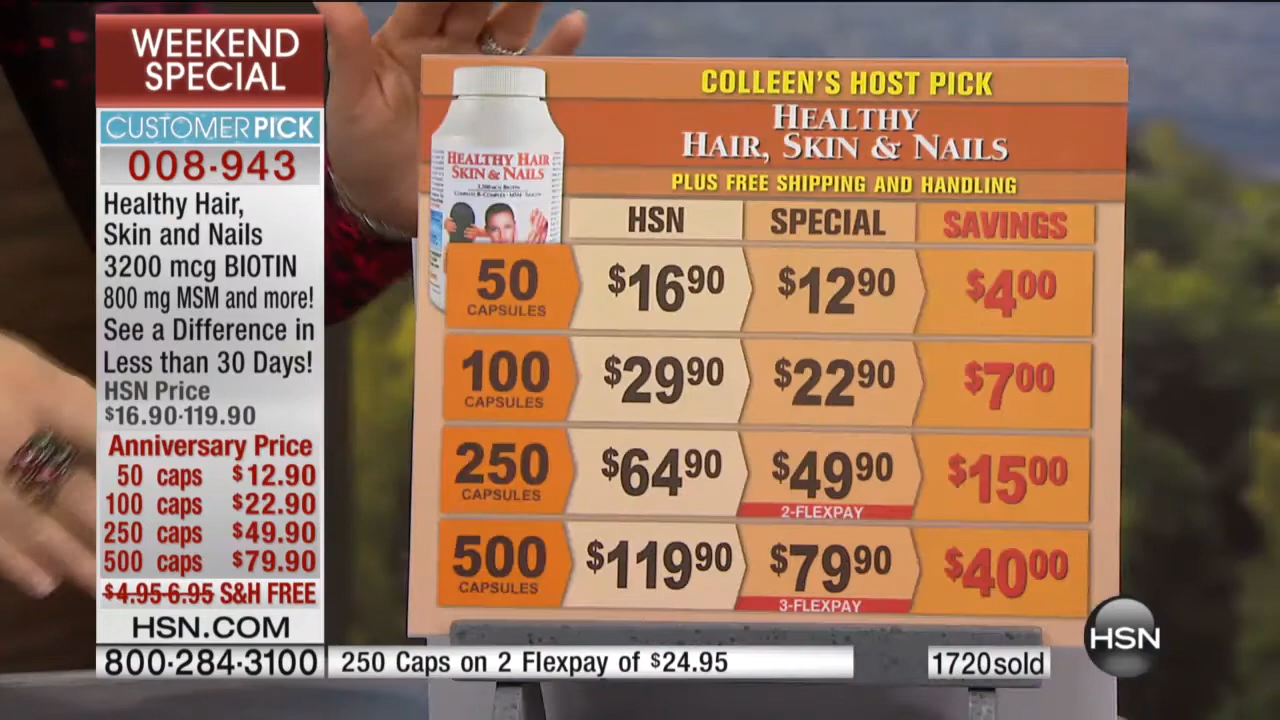 WEEKEND
SPECIAL
CUSTOMER PICK
008-943
Healthy Hair,
Skin and Nails
3200 mcg BIOTIN
800 mg MSM and more!
See a Difference in
Less than 30 Days!
HSN Price
$16.90-119.90
Anniversary Price
50 caps $12.90
100 caps $22.90
250 caps $49.90
500 caps $79.90
$4.95-6.95 S&H FREE
HSN.COM
800-284-3100
250 Caps on 2 Flexpay of $24.95
1720 sold
HSN
COLLEEN'S HOST PICK
HEALTHY
HAIR, SKIN & NAILS
PLUS FREE SHIPPING AND HANDLING
HEALTHY HAIR
SKIN & NAILS
HSN SPECIAL SAVINGS
50 CAPSULES $16.90 $12.90 $4.00
100 CAPSULES $29.90 $22.90 $7.00
250 CAPSULES $64.90 $49.90 $15.00
2-FLEXPAY
500 CAPSULES $119.90 $79.90 $40.00
3-FLEXPAY